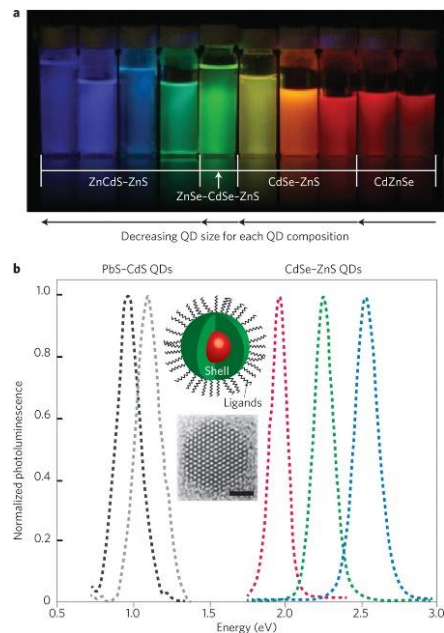 a
ZnCdS–ZnS
ZnSe–CdSe–ZnS
CdSe–ZnS
CdZnSe
Decreasing QD size for each QD composition
b
PbS–CdS QDs
CdSe–ZnS QDs
1.0
0.8
0.6
0.4
0.2
0
Normalized photoluminescence
Shell
Ligands
0.5
1.0
1.5
2.0
2.5
3.0
Energy (eV)